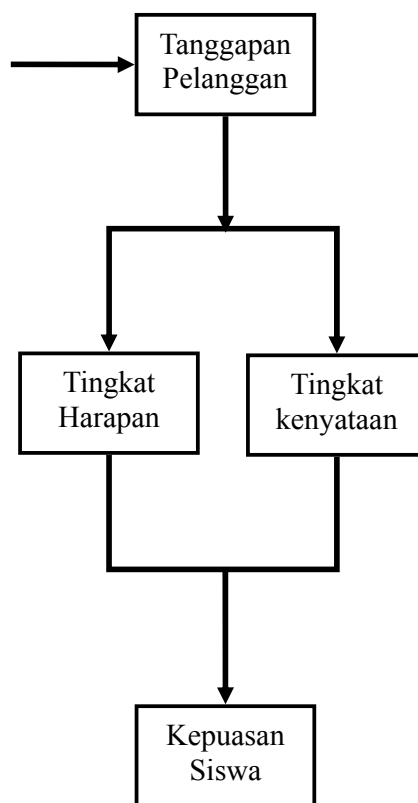 Tanggapan
Pelanggan
Tingkat
Harapan
Tingkat
kenyataan
Kepuasan
Siswa